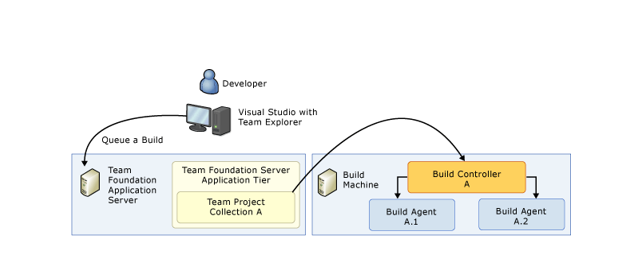 Developer
Visual Studio with
Team Explorer
Queue a Build
Team
Foundation
Application
Server
Team Foundation Server
Application Tier
Team Project
Collection A
Build
Machine
Build Controller
A
Build Agent
A.1
Build Agent
A.2